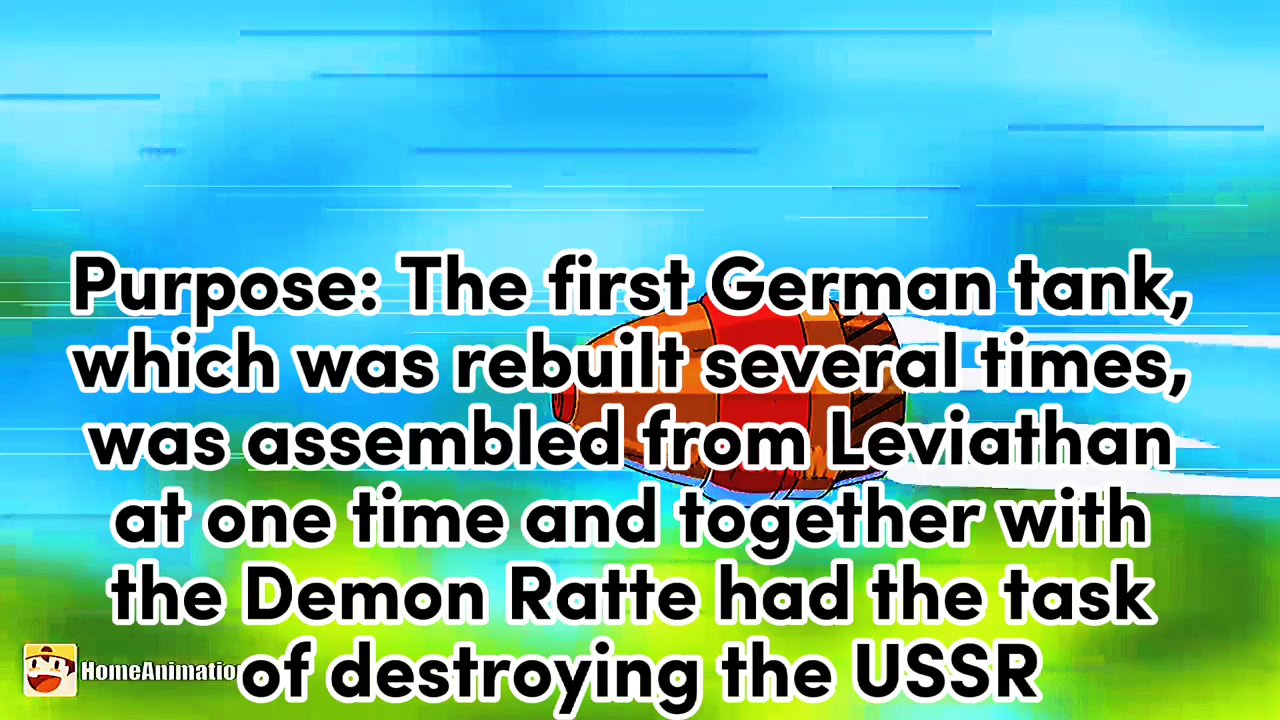 Purpose: The first German tank,
which was rebuilt several times,
was assembled from Leviathan
at one time and together with
the Demon Ratte had the task
of destroying the USSR
HomeAnimatio